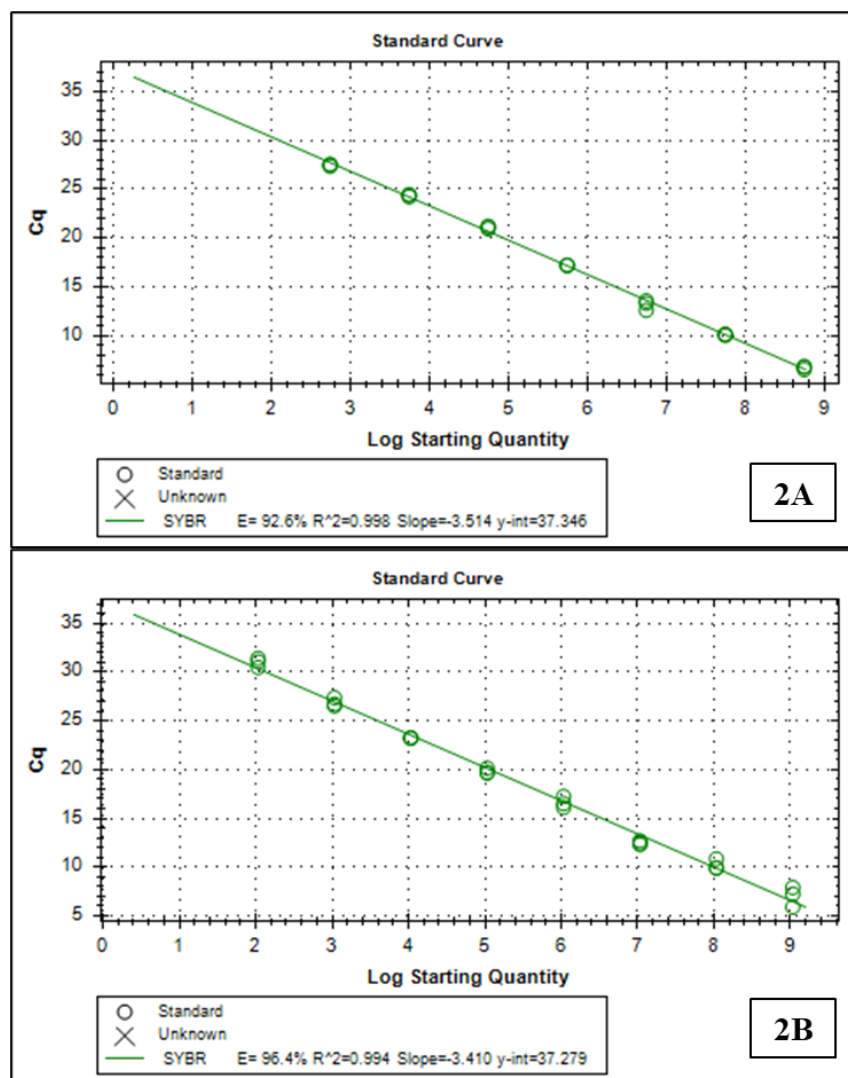 Standard Curve
35
30
25
20
15
10
Cq
0 1 2 3 4 5 6 7 8 9
Log Starting Quantity
Standard
Unknown
SYBR E= 92.6% R^2=0.998 Slope=-3.514 y-int=37.346
2A
Standard Curve
35
30
25
20
15
10
5
Cq
0 1 2 3 4 5 6 7 8 9
Log Starting Quantity
Standard
Unknown
SYBR E= 96.4% R^2=0.994 Slope=-3.410 y-int=37.279
2B